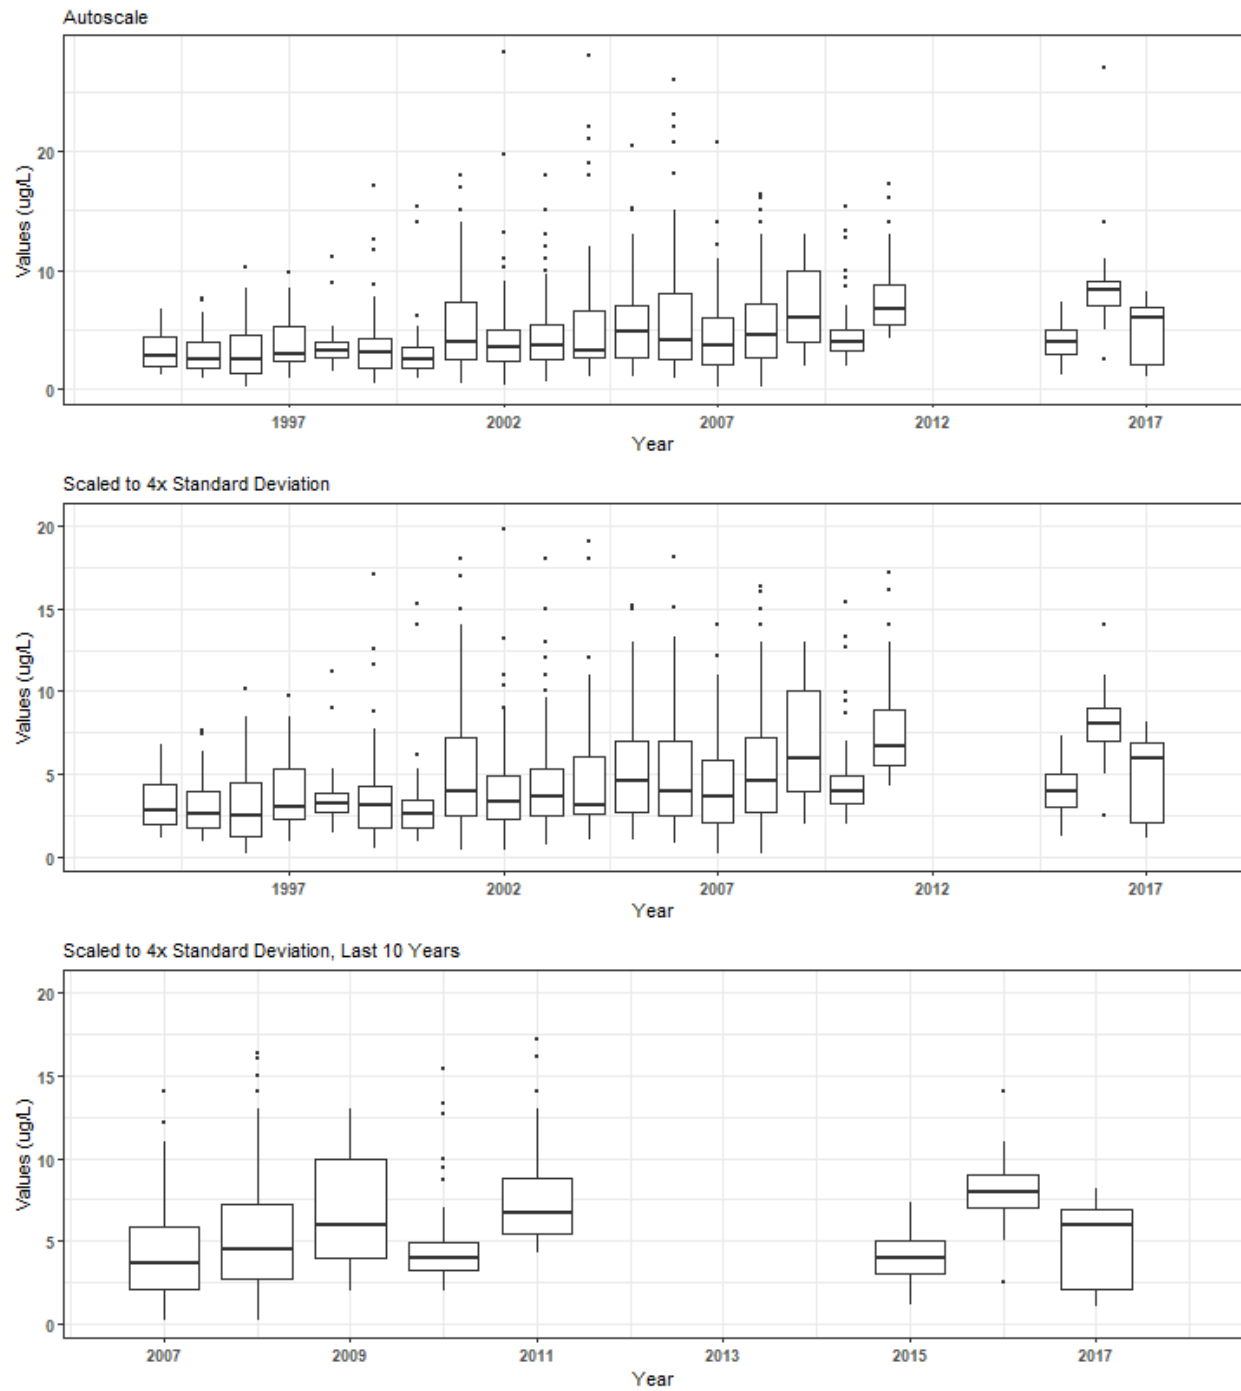 Autoscale
20
10
0
Values (ug/L)
1997 2002 2007 2012 2017
Year
Scaled to 4x Standard Deviation
20
15
10
5
0
Values (ug/L)
1997 2002 2007 2012 2017
Year
Scaled to 4x Standard Deviation, Last 10 Years
20
15
10
5
0
Values (ug/L)
2007 2009 2011 2013 2015 2017
Year